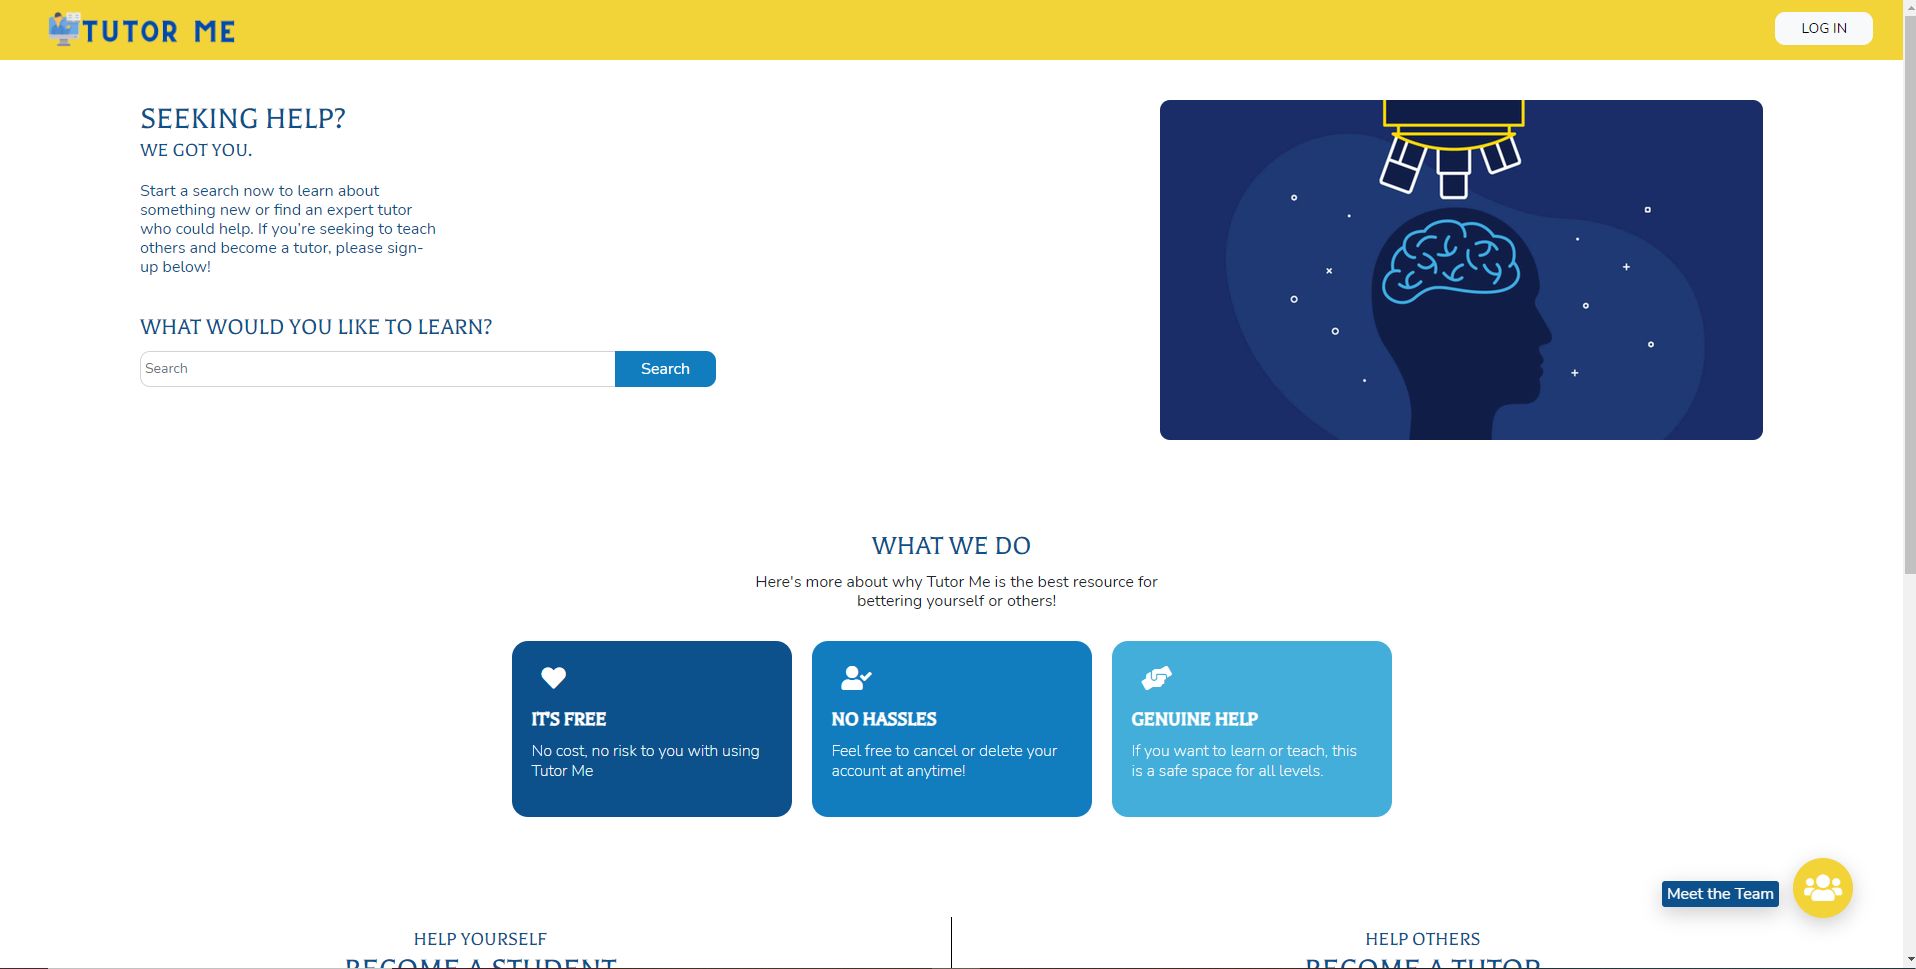 TUTOR ME
LOG IN
SEEKING HELP?
WE GOT YOU.
Start a search now to learn about
something new or find an expert tutor
who could help. If you're seeking to teach
others and become a tutor, please sign-
up below!
WHAT WOULD YOU LIKE TO LEARN?
Search
Search
WHAT WE DO
Here's more about why Tutor Me is the best resource for
bettering yourself or others!
IT'S FREE
No cost, no risk to you with using
Tutor Me
NO HASSLES
Feel free to cancel or delete your
account at anytime!
GENUINE HELP
If you want to learn or teach, this
is a safe space for all levels.
Meet the Team
HELP YOURSELF
BECOME A STUDENT
HELP OTHERS
BECOME A TUTOR